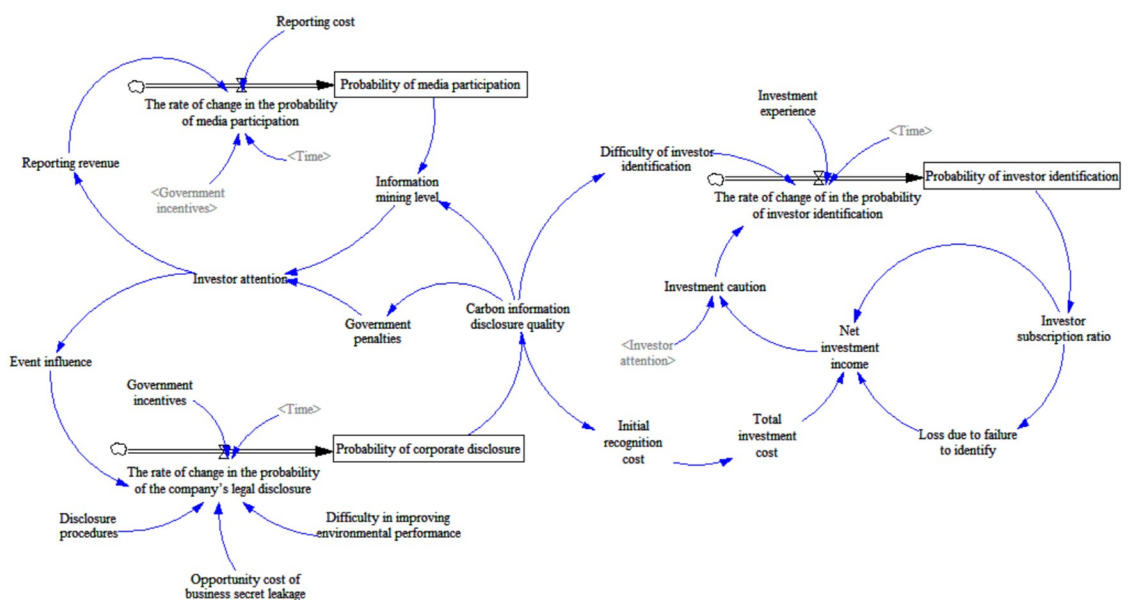 Reporting cost
Probability of media participation
The rate of change in the probability
of media participation
<Time>
Reporting revenue
<Government
incentives>
Information
mining level
Investor attention
Government
penalties
Carbon information
disclosure quality
Event influence
Government
incentives
<Time>
Probability of corporate disclosure
The rate of change in the probability
of the company's legal disclosure
Disclosure
procedures
Difficulty in improving
environmental performance
Opportunity cost of
business secret leakage
Investment
experience
<Time>
Difficulty of investor
identification
Probability of investor identification
The rate of change of in the probability
of investor identification
Investment caution
<Investor
attention>
Net
investment
income
Investor
subscription ratio
Initial
recognition
cost
Total
investment
cost
Loss due to failure
to identify